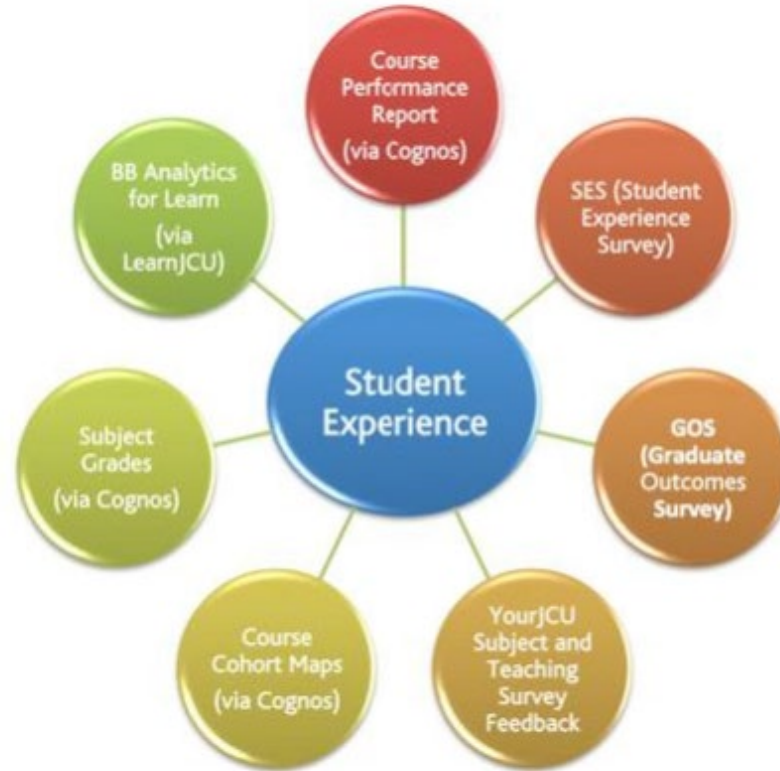 Course
Performance
Report
(via Cognos)
SES (Student
Experience
Survey)
GOS
(Graduate
Outcomes
Survey)
YourJCU
Subject and
Teaching
Survey
Feedback
Course
Cohort Maps
(via Cognos)
Subject
Grades
(via Cognos)
BB Analytics
for Learn
(via
LearnJCU)
Student
Experience